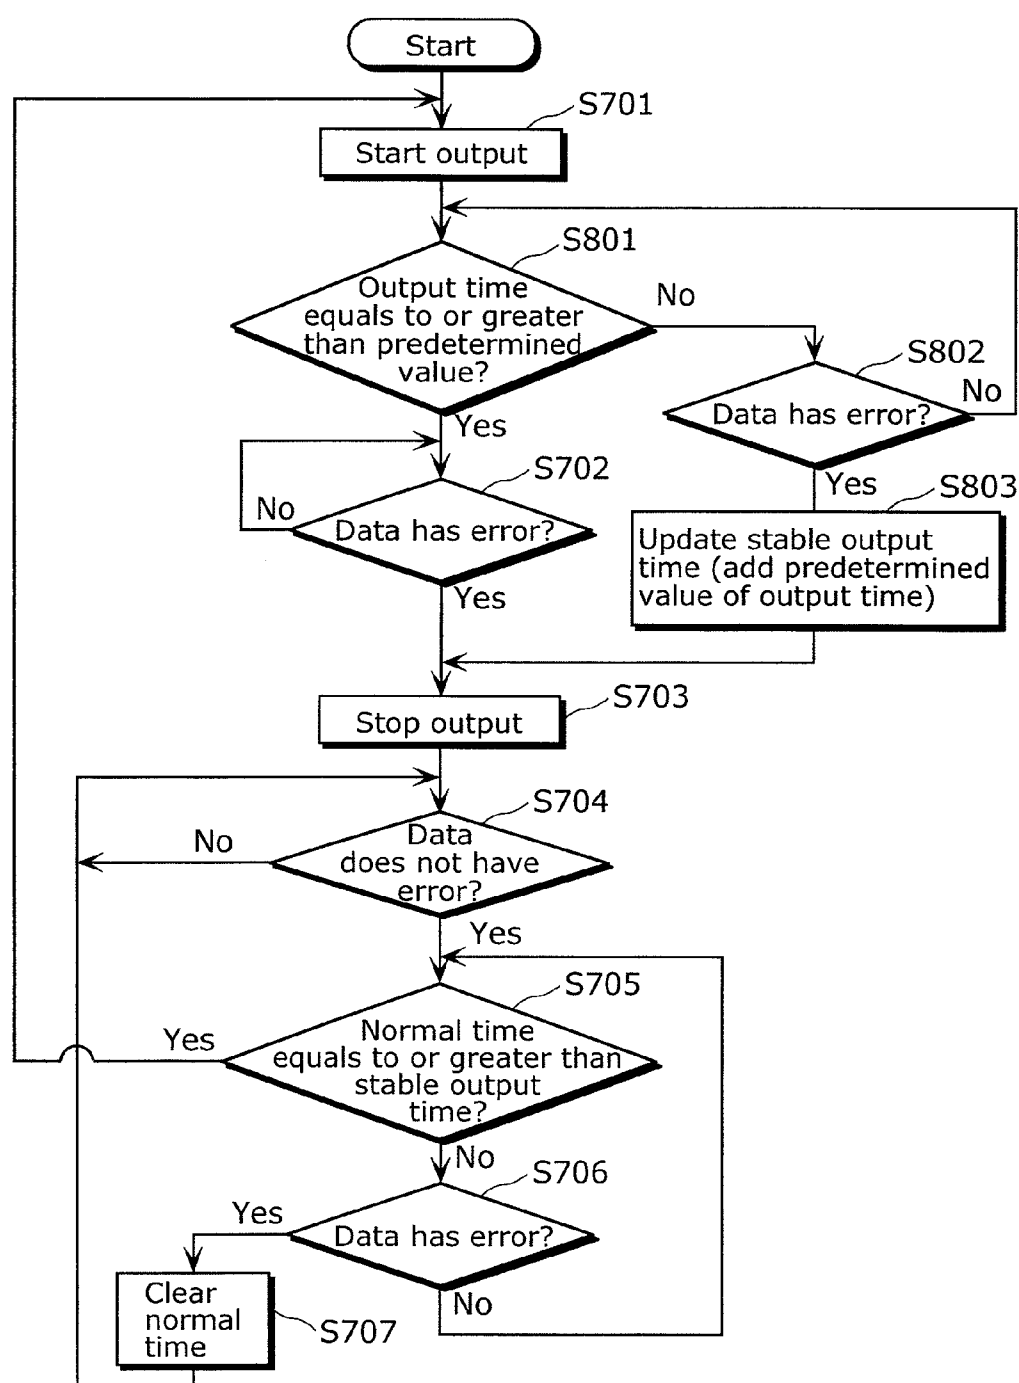 Start
S701
Start output
S801
Output time
equals to or greater
than predetermined
value?
No
S802
Data has error?
No
Yes
Yes
S702
Data has error?
No
Yes
S803
Update stable output
time (add predetermined
value of output time)
S703
Stop output
S704
Data
does not have
error?
No
Yes
S705
Normal time
equals to or greater than
stable output
time?
Yes
No
S706
Data has error?
Yes
No
Clear
normal
time
S707